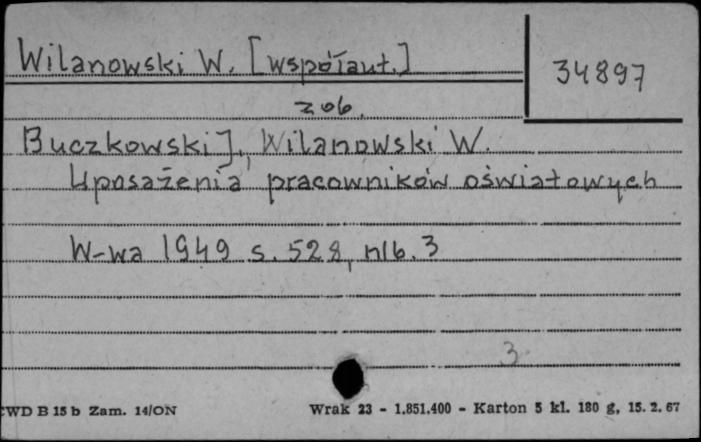 Wilanowski W. [współaut.]
34897
zob.
Buczkowski J., Wilanowski W.
Uposażenia pracowników oświatowych
W-wa 1949 s. 528, nlb. 3
3
CWD B 15 b Zam. 14/ON
Wrak 23 - 1.851.400 - Karton 5 kl. 180 g, 15. 2. 67